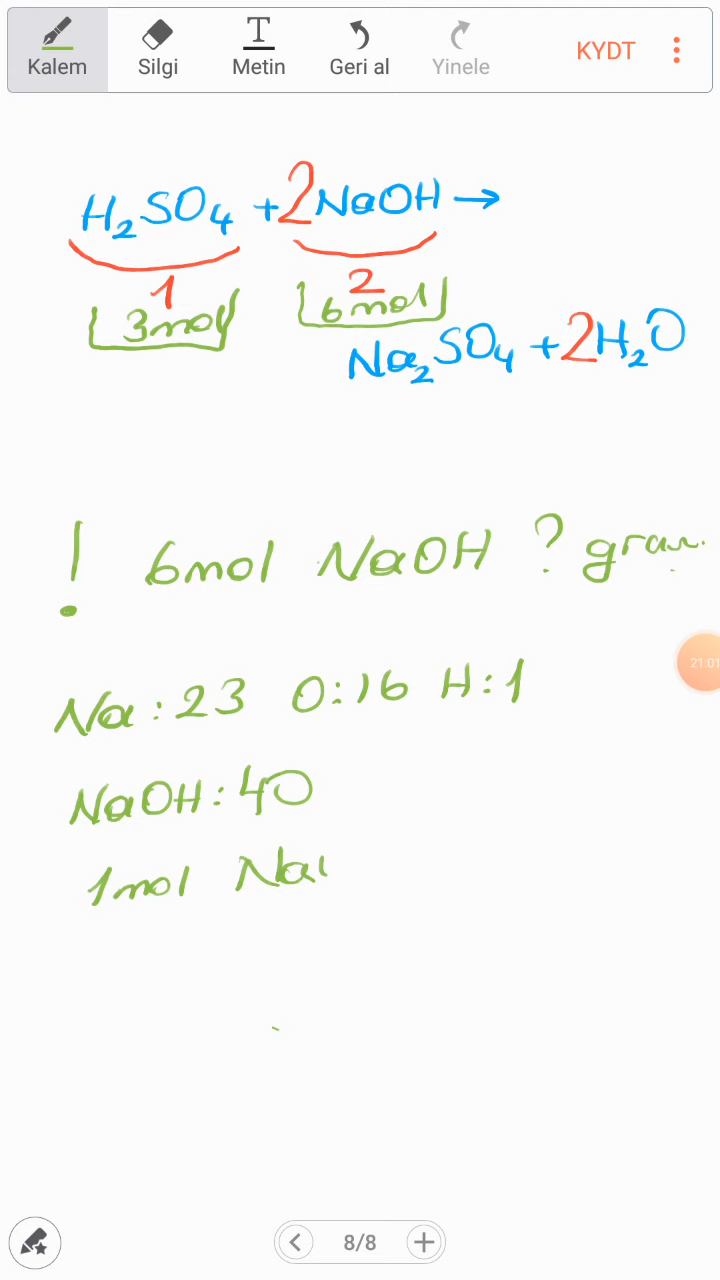 Kalem Silgi Metin Geri al Yinele KYDT
H₂SO₄ + 2NaOH →
1 2
3mol 6mol
Na₂SO₄ + 2H₂O
! 6mol NaOH ? gram
21:01
Na : 23 O : 16 H : 1
NaOH : 40
1mol Na
8/8